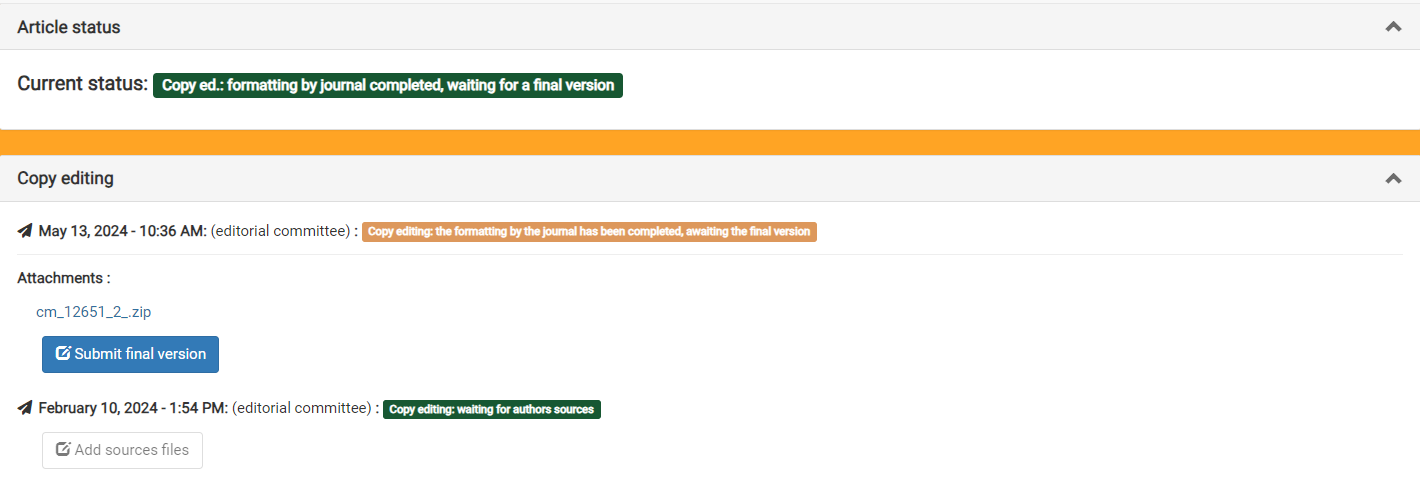 Article status
Current status: Copy ed.: formatting by journal completed, waiting for a final version
Copy editing
May 13, 2024 - 10:36 AM: (editorial committee) : Copy editing: the formatting by the journal has been completed, awaiting the final version
Attachments :
cm_12651_2_.zip
Submit final version
February 10, 2024 - 1:54 PM: (editorial committee) : Copy editing: waiting for authors sources
Add sources files